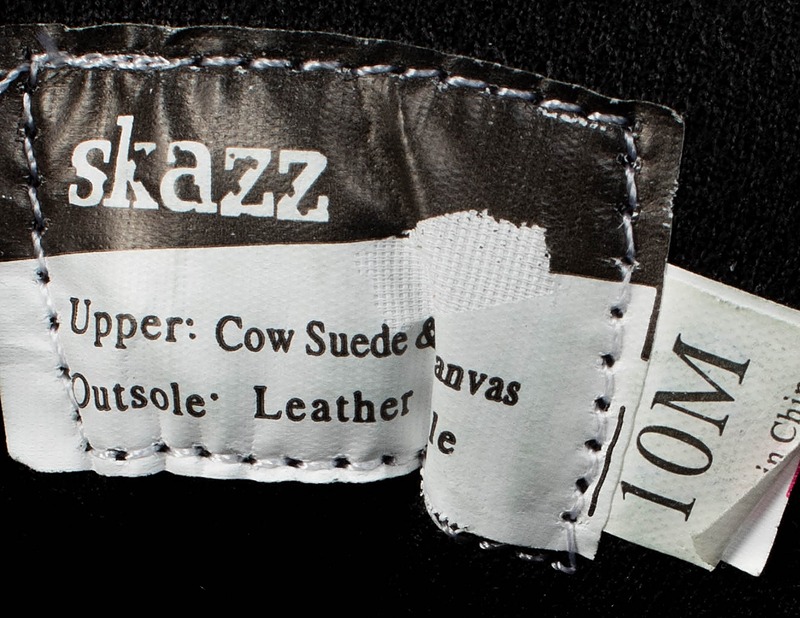 skazz
Upper: Cow Suede & anvas
Outsole: Leather le
10M
in Chin